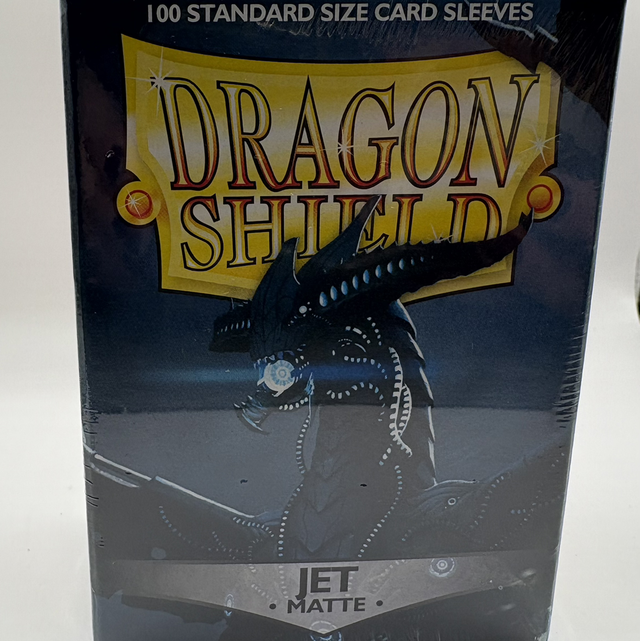 100 STANDARD SIZE CARD SLEEVES
DRAGON
SHIELD
JET
• MATTE •